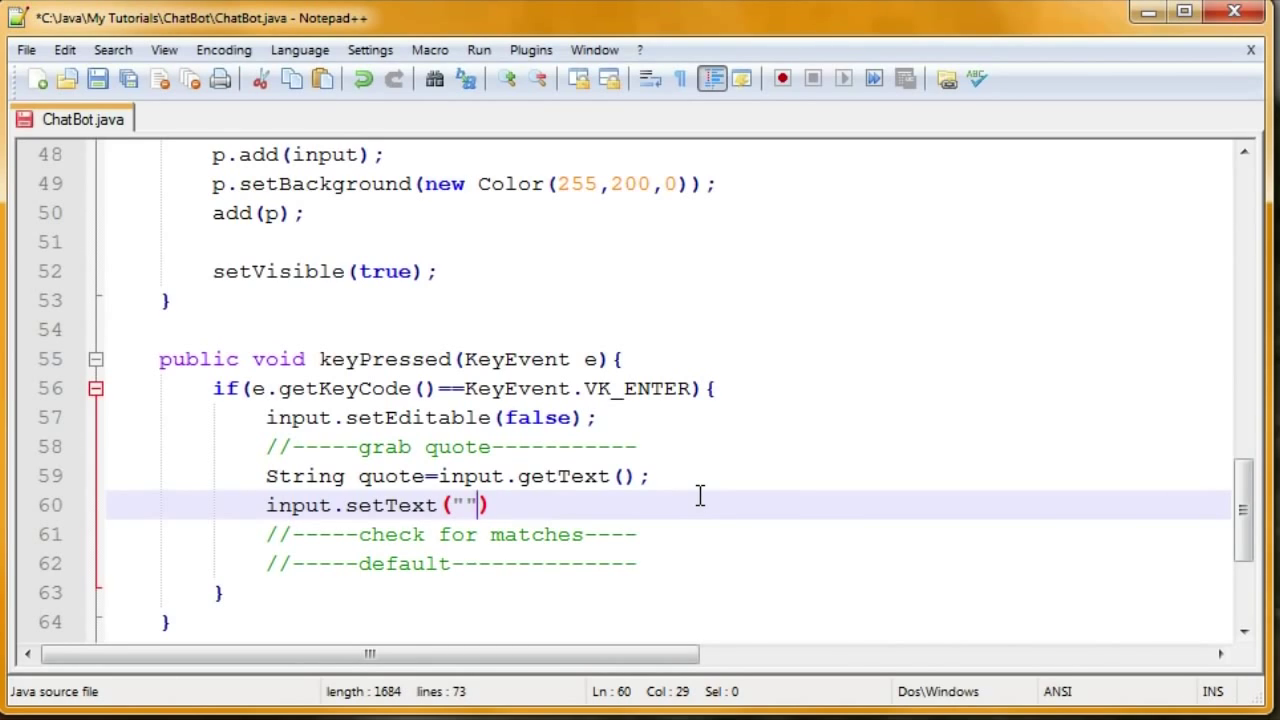 *C:\Java\My Tutorials\ChatBot\ChatBot.java - Notepad++
File Edit Search View Encoding Language Settings Macro Run Plugins Window ? X
ABC
ChatBot.java
48 p.add(input);
49 p.setBackground(new Color(255,200,0));
50 add(p);
51
52 setVisible(true);
53 }
54
55 public void keyPressed(KeyEvent e){
56 if(e.getKeyCode()==KeyEvent.VK_ENTER){
57 input.setEditable(false);
58 //-----grab quote-----------
59 String quote=input.getText();
60 input.setText("")
61 //-----check for matches----
62 //-----default--------------
63 }
64 }
Java source file length : 1684 lines : 73 Ln : 60 Col : 29 Sel : 0 Dos\Windows ANSI INS